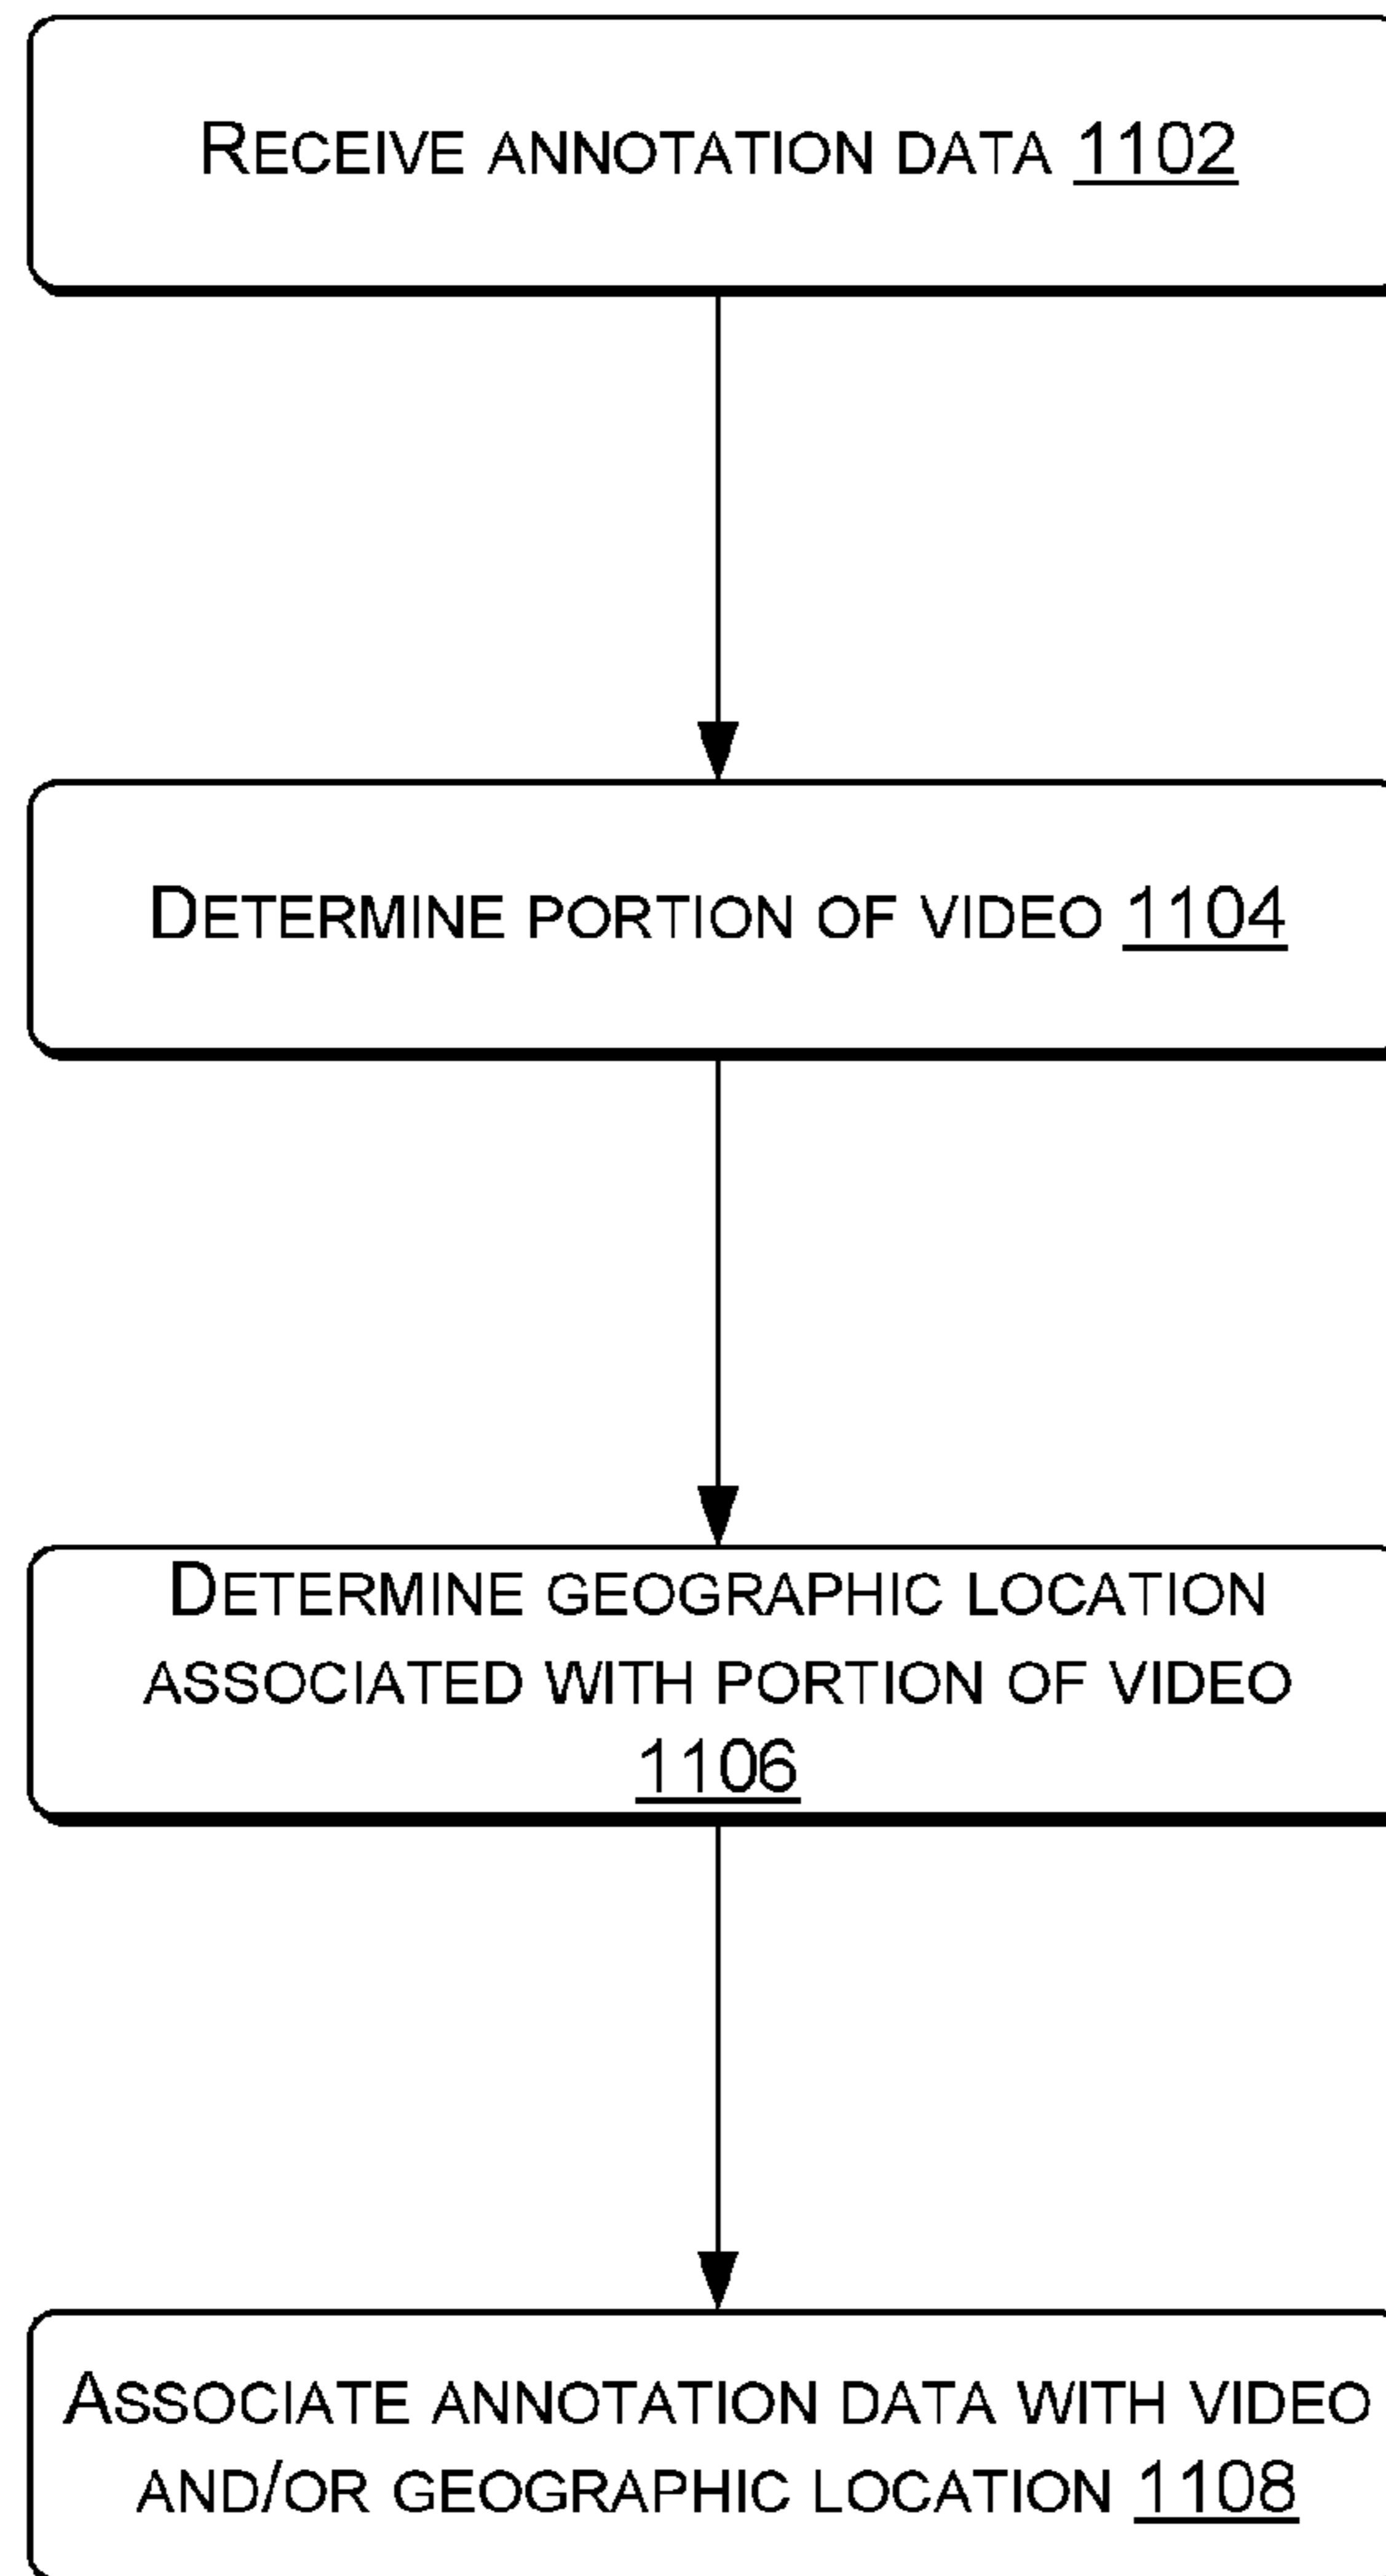 RECEIVE ANNOTATION DATA 1102
DETERMINE PORTION OF VIDEO 1104
DETERMINE GEOGRAPHIC LOCATION
ASSOCIATED WITH PORTION OF VIDEO
1106
ASSOCIATE ANNOTATION DATA WITH VIDEO
AND/OR GEOGRAPHIC LOCATION 1108